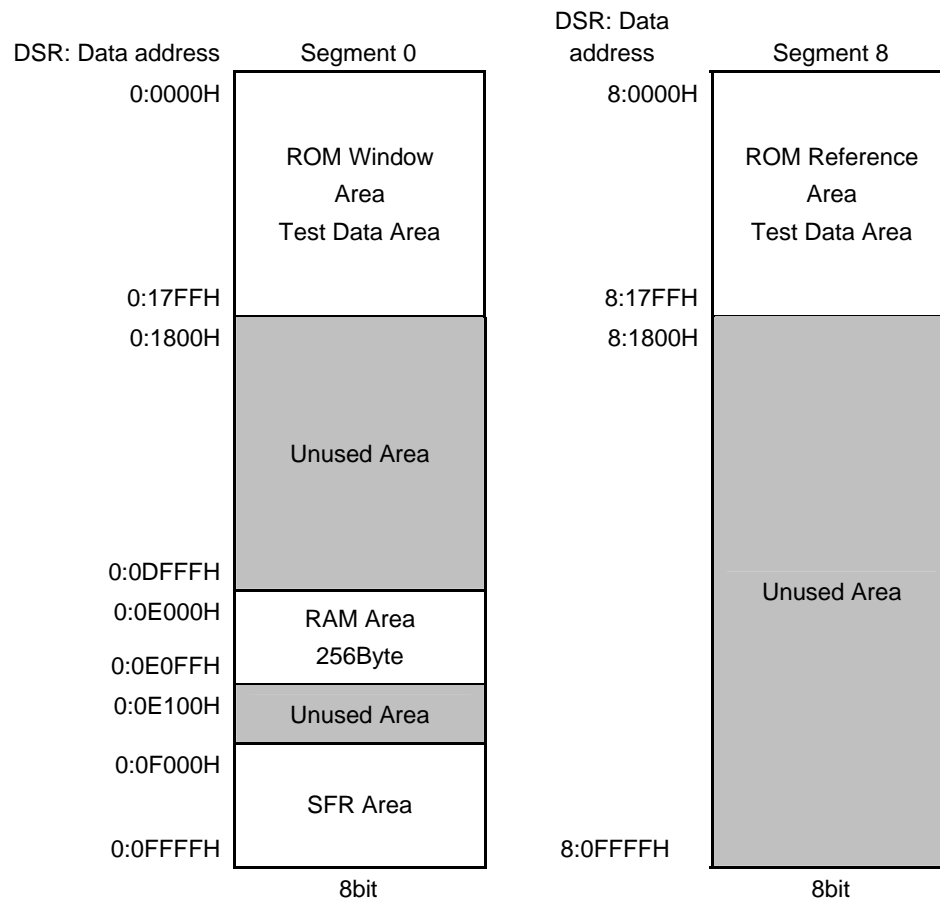 DSR: Data address
Segment 0
0:0000H
ROM Window
Area
Test Data Area
0:17FFH
0:1800H
Unused Area
0:0DFFFH
0:0E000H
RAM Area
256Byte
0:0E0FFH
0:0E100H
Unused Area
0:0F000H
SFR Area
0:0FFFFH
8bit
DSR: Data
address
Segment 8
8:0000H
ROM Reference
Area
Test Data Area
8:17FFH
8:1800H
Unused Area
8:0FFFFH
8bit